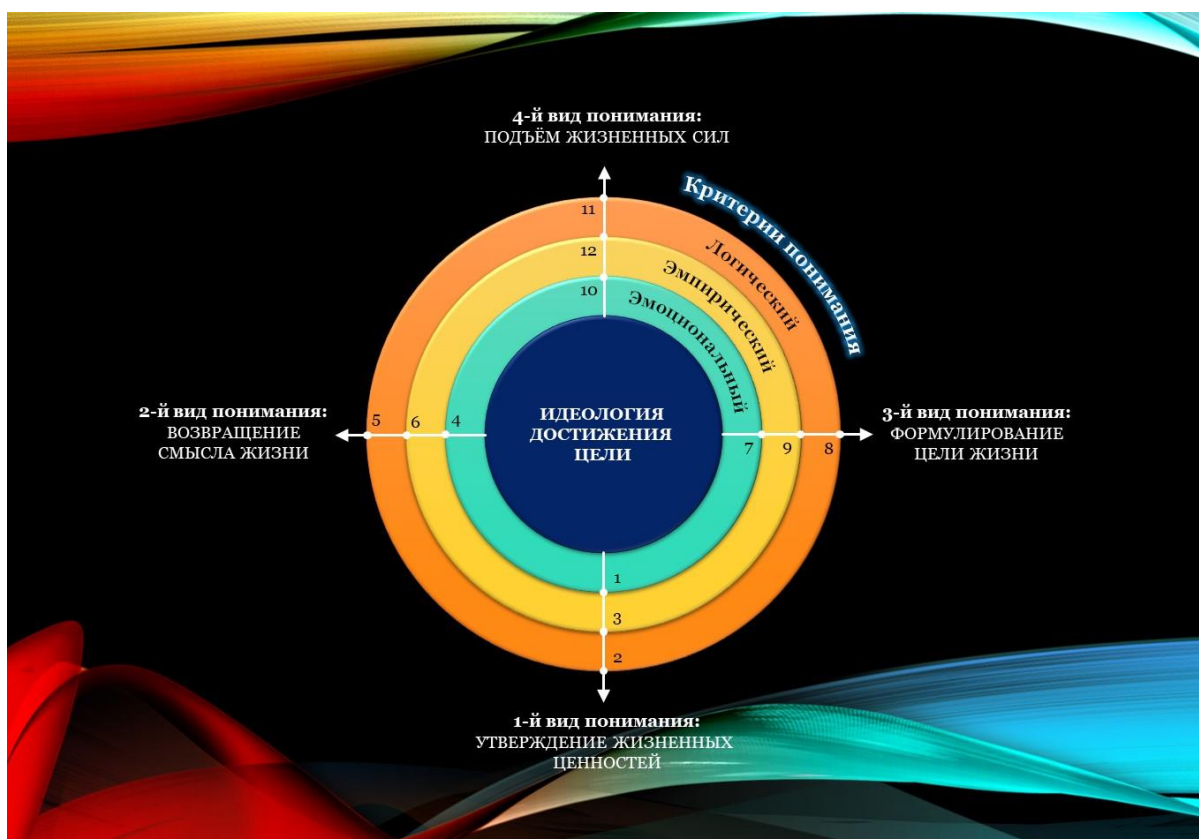 4-й вид понимания:
ПОДЪЁМ ЖИЗНЕННЫХ СИЛ
Критерии понимания
11
Логический
12
Эмпирический
10
Эмоциональный
2-й вид понимания:
ВОЗВРАЩЕНИЕ
СМЫСЛА ЖИЗНИ
5
6
4
ИДЕОЛОГИЯ
ДОСТИЖЕНИЯ
ЦЕЛИ
7
9
8
3-й вид понимания:
ФОРМУЛИРОВАНИЕ
ЦЕЛИ ЖИЗНИ
1
3
2
1-й вид понимания:
УТВЕРЖДЕНИЕ ЖИЗНЕННЫХ
ЦЕННОСТЕЙ